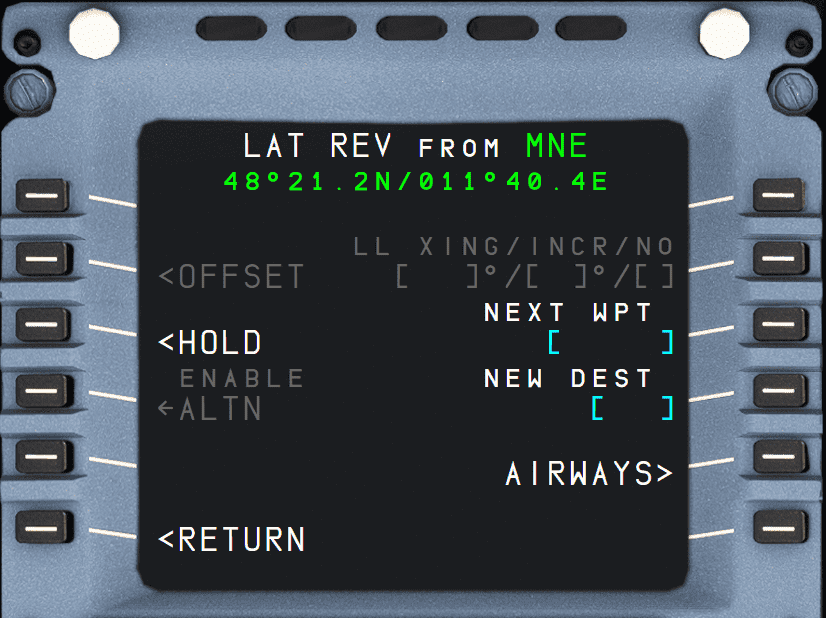 LAT REV FROM MNE
48°21.2N/011°40.4E
LL XING/INCR/NO
<OFFSET [ ]°/[ ]°/[ ]
NEXT WPT
<HOLD [ ]
ENABLE NEW DEST
←ALTN [ ]
AIRWAYS>
<RETURN